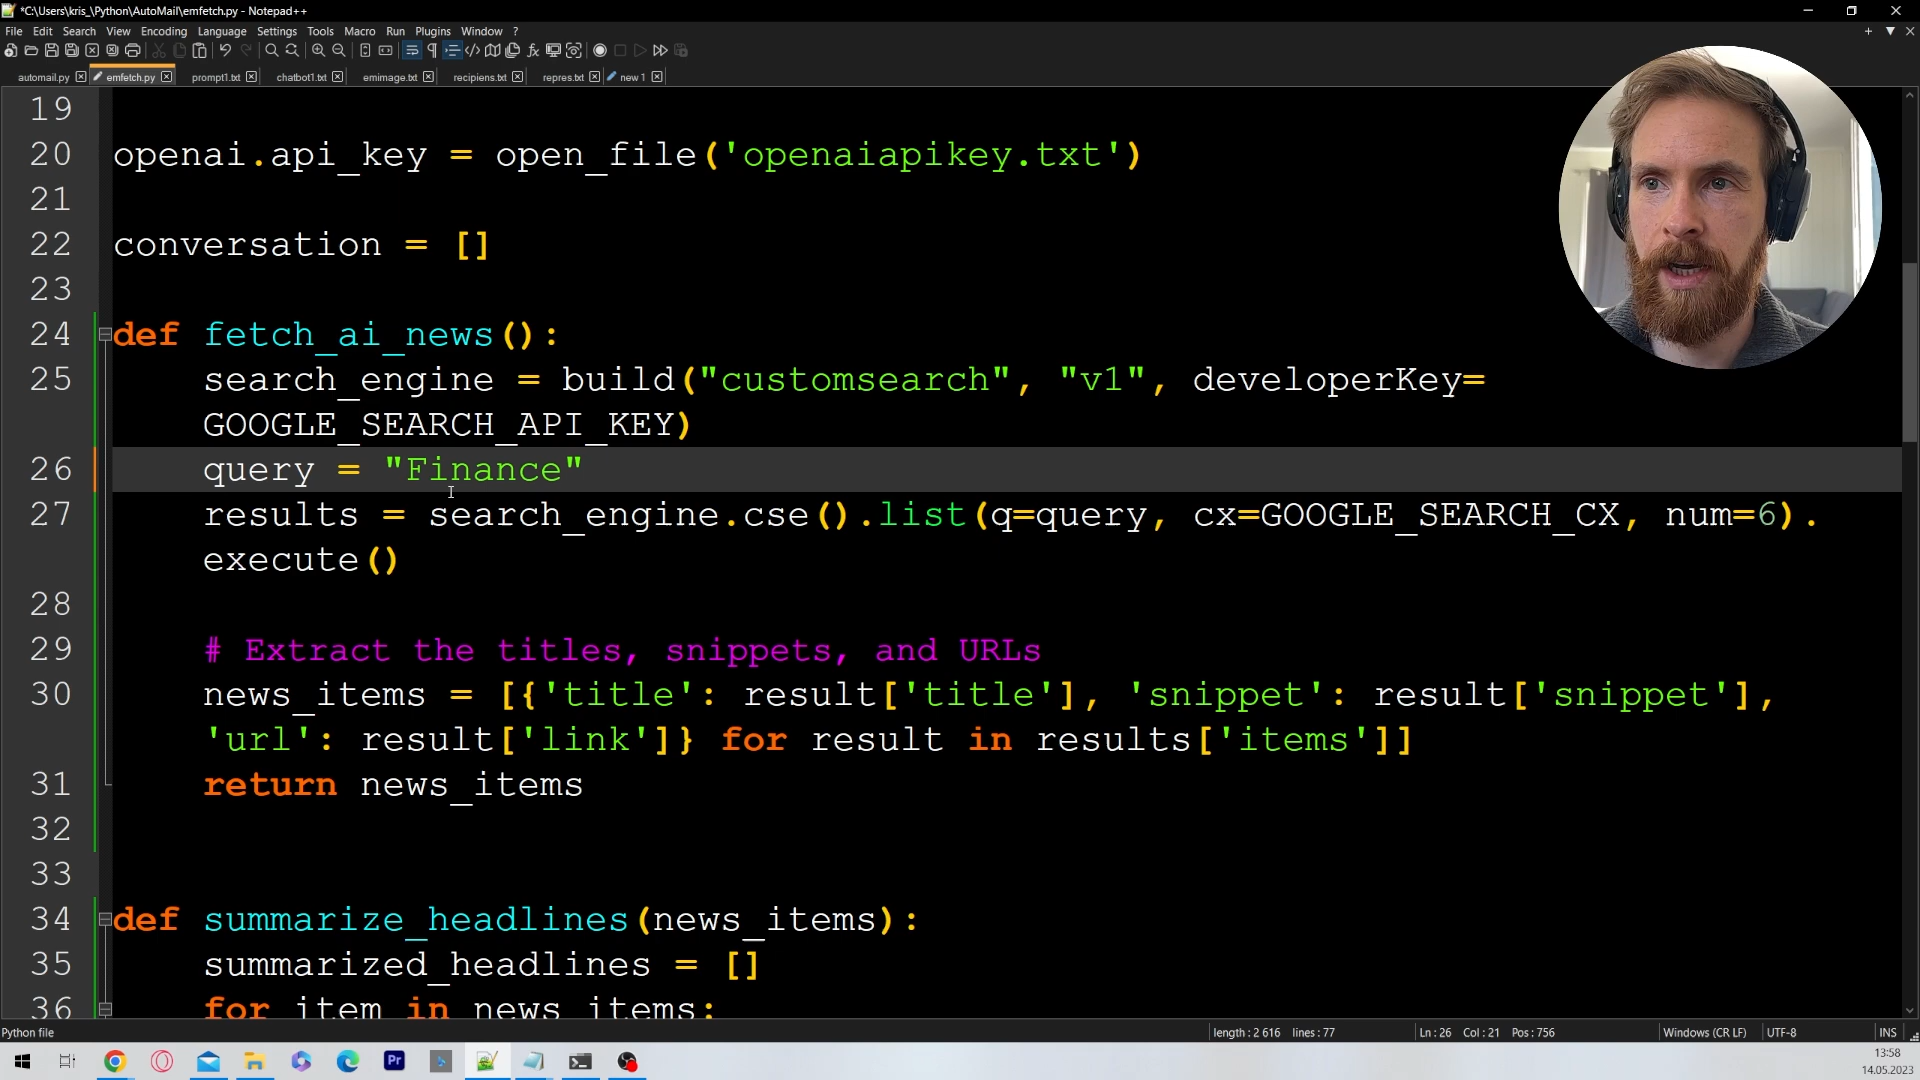 *C:\Users\kris_\Python\AutoMail\emfetch.py - Notepad++
File Edit Search View Encoding Language Settings Tools Macro Run Plugins Window ?
automail.py emfetch.py prompt1.txt chatbot1.txt emimage.txt recipiens.txt repres.txt new 1
19
20 openai.api_key = open_file('openaiapikey.txt')
21
22 conversation = []
23
24 def fetch_ai_news():
25 search_engine = build("customsearch", "v1", developerKey=
GOOGLE_SEARCH_API_KEY)
26 query = "Finance"
27 results = search_engine.cse().list(q=query, cx=GOOGLE_SEARCH_CX, num=6).
execute()
28
29 # Extract the titles, snippets, and URLs
30 news_items = [{'title': result['title'], 'snippet': result['snippet'],
'url': result['link']} for result in results['items']]
31 return news_items
32
33
34 def summarize_headlines(news_items):
35 summarized_headlines = []
36 for item in news_items:
Python file length : 2 616 lines : 77 Ln : 26 Col : 21 Pos : 756 Windows (CR LF) UTF-8 INS
Pr
13:58
14.05.2023